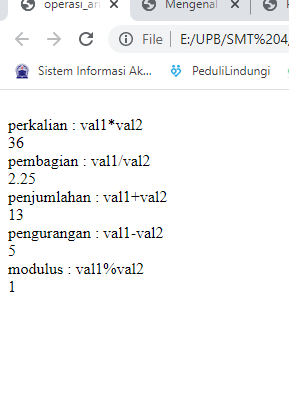 operasi_ar
Mengenal
File
E:/UPB/SMT%204,
Sistem Informasi Ak...
PeduliLindungi
perkalian : val1*val2
36
pembagian : val1/val2
2.25
penjumlahan : val1+val2
13
pengurangan : val1-val2
5
modulus : val1%val2
1